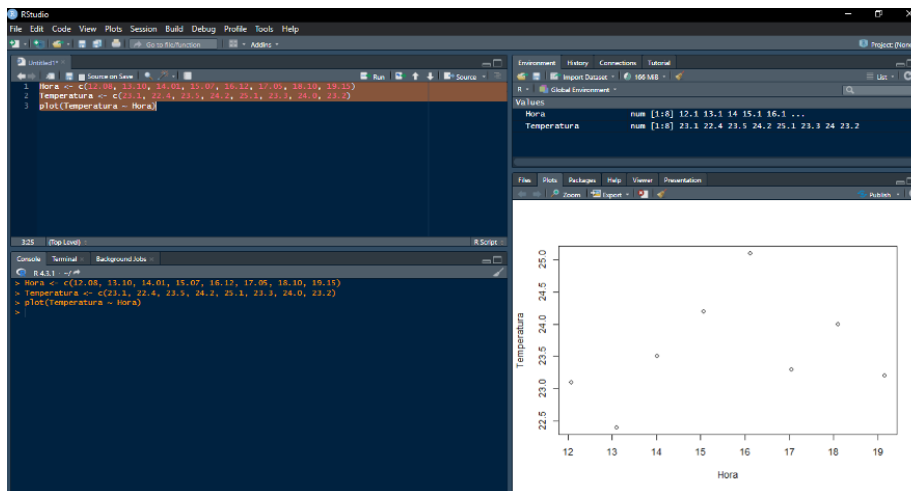 RStudio
File Edit Code View Plots Session Build Debug Profile Tools Help
Go to file/function Addins
Project: (None
Untitled1*
Source on Save Run Source
1 Hora <- c(12.08, 13.10, 14.01, 15.07, 16.12, 17.05, 18.10, 19.15)
2 Temperatura <- c(23.1, 22.4, 23.5, 24.2, 25.1, 23.3, 24.0, 23.2)
3 plot(Temperatura ~ Hora)
3:25 (Top Level) R Script
Console Terminal Background Jobs
R 4.3.1 · ~/
> Hora <- c(12.08, 13.10, 14.01, 15.07, 16.12, 17.05, 18.10, 19.15)
> Temperatura <- c(23.1, 22.4, 23.5, 24.2, 25.1, 23.3, 24.0, 23.2)
> plot(Temperatura ~ Hora)
>
Environment History Connections Tutorial
Import Dataset 166 MiB List
R Global Environment
Values
Hora num [1:8] 12.1 13.1 14 15.1 16.1 ...
Temperatura num [1:8] 23.1 22.4 23.5 24.2 25.1 23.3 24 23.2
Files Plots Packages Help Viewer Presentation
Zoom Export Publish
25.0
24.5
24.0
23.5
23.0
22.5
Temperatura
12 13 14 15 16 17 18 19
Hora